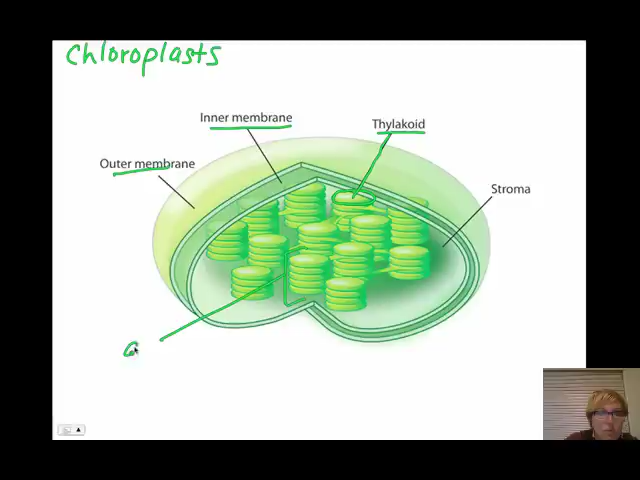 Chloroplasts
Inner membrane
Thylakoid
Outer membrane
Stroma